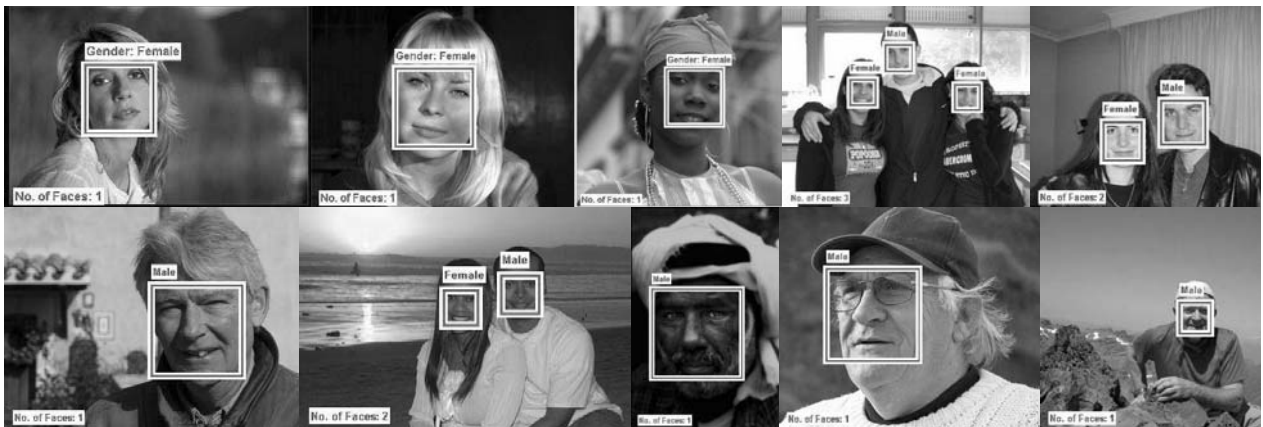 Gender: Female
No. of Faces: 1
Gender: Female
No. of Faces: 1
Gender: Female
No. of Faces: 1
Male
Female
Female
No. of Faces: 3
Male
Female
No. of Faces: 2
Male
No. of Faces: 1
Male
Female
No. of Faces: 2
Male
No. of Faces: 1
Male
No. of Faces: 1
Male
No. of Faces: 1